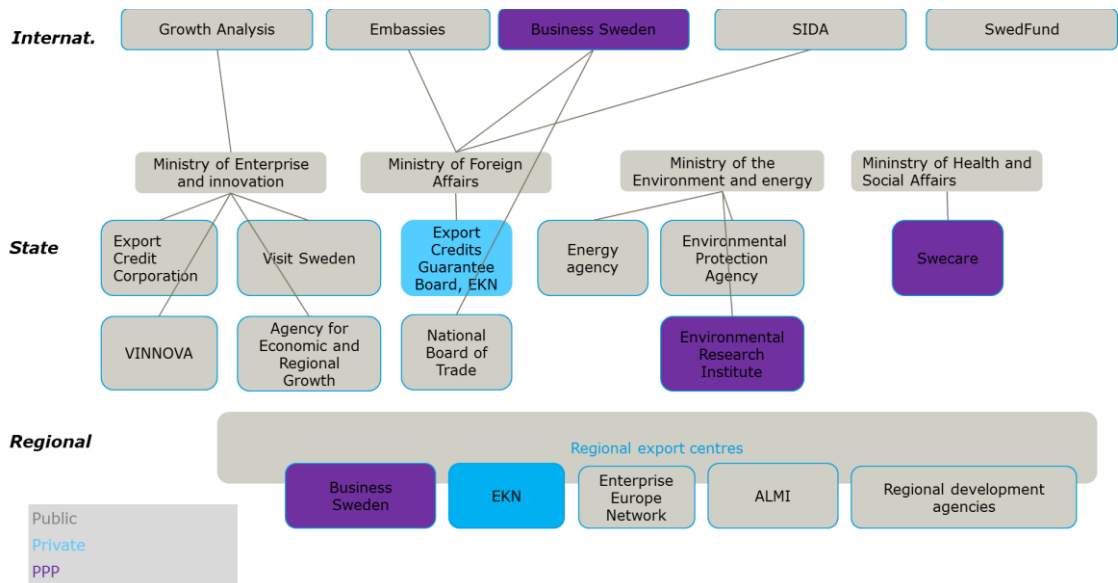 Internat.
Growth Analysis
Embassies
Business Sweden
SIDA
SwedFund
Ministry of Enterprise
and innovation
Ministry of Foreign
Affairs
Ministry of the
Environment and energy
Mininstry of Health and
Social Affairs
State
Export
Credit
Corporation
Visit Sweden
Export
Credits
Guarantee
Board, EKN
Energy
agency
Environmental
Protection
Agency
Swecare
VINNOVA
Agency for
Economic and
Regional
Growth
National
Board of
Trade
Environmental
Research
Institute
Regional
Regional export centres
Business
Sweden
EKN
Enterprise
Europe
Network
ALMI
Regional development
agencies
Public
Private
PPP